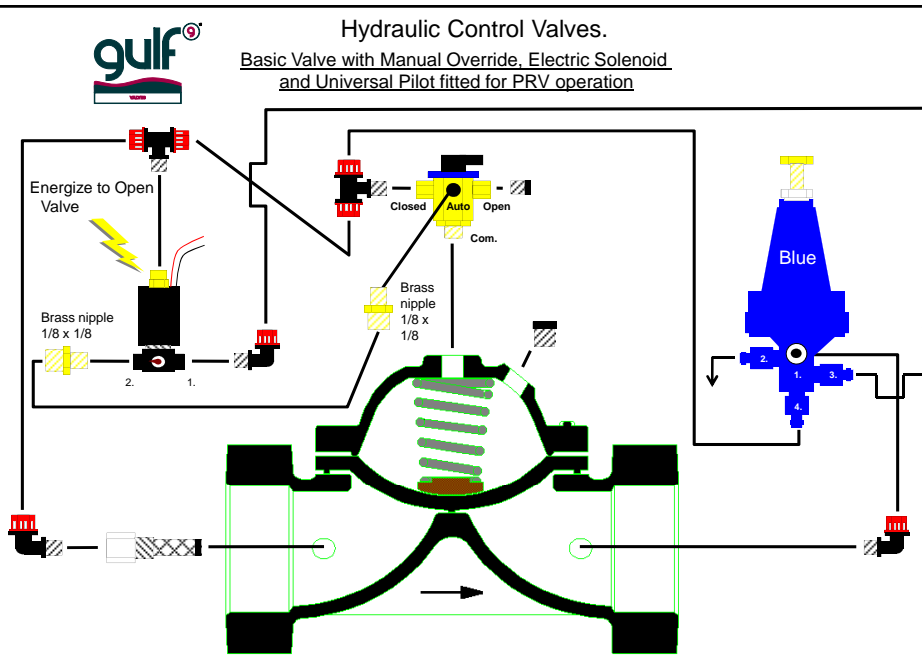 Hydraulic Control Valves.
gulf 9 ®
VALVES
Basic Valve with Manual Override, Electric Solenoid
and Universal Pilot fitted for PRV operation
Energize to Open
Valve
Closed Auto Open
Com.
Blue
Brass nipple
1/8 x 1/8
2. 1.
Brass
nipple
1/8 x
1/8
2.
1.
3.
4.